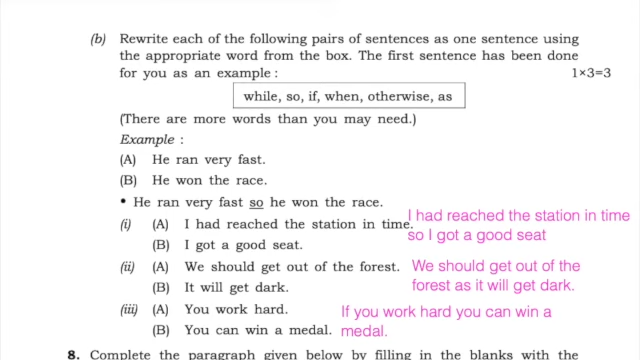 (b) Rewrite each of the following pairs of sentences as one sentence using
the appropriate word from the box. The first sentence has been done
for you as an example : 1×3=3
while, so, if, when, otherwise, as
(There are more words than you may need.)
Example :
(A) He ran very fast.
(B) He won the race.
• He ran very fast so he won the race.
(i) (A) I had reached the station in time.
I had reached the station in time
so I got a good seat
(B) I got a good seat.
(ii) (A) We should get out of the forest.
We should get out of the
forest as it will get dark.
(B) It will get dark.
(iii) (A) You work hard.
If you work hard you can win a
medal.
(B) You can win a medal.
8. Complete the paragraph given below by filling in the blanks with the